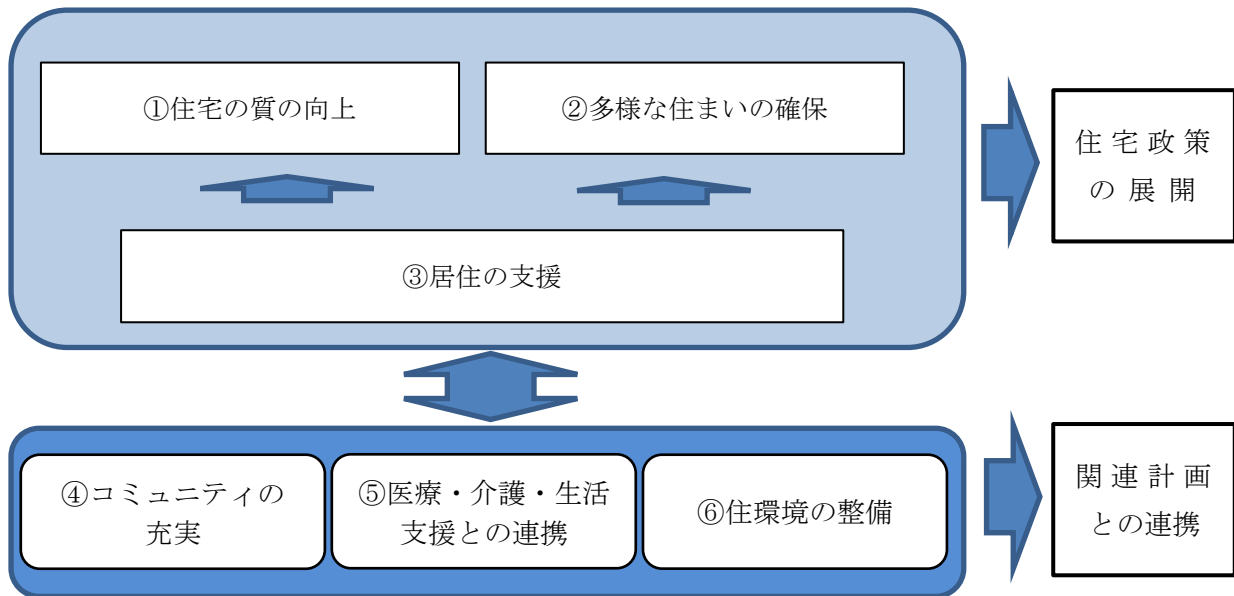 ①住宅の質の向上
②多様な住まいの確保
③居住の支援
住宅政策
の展開
④コミュニティの
充実
⑤医療・介護・生活
支援との連携
⑥住環境の整備
関連計画
との連携